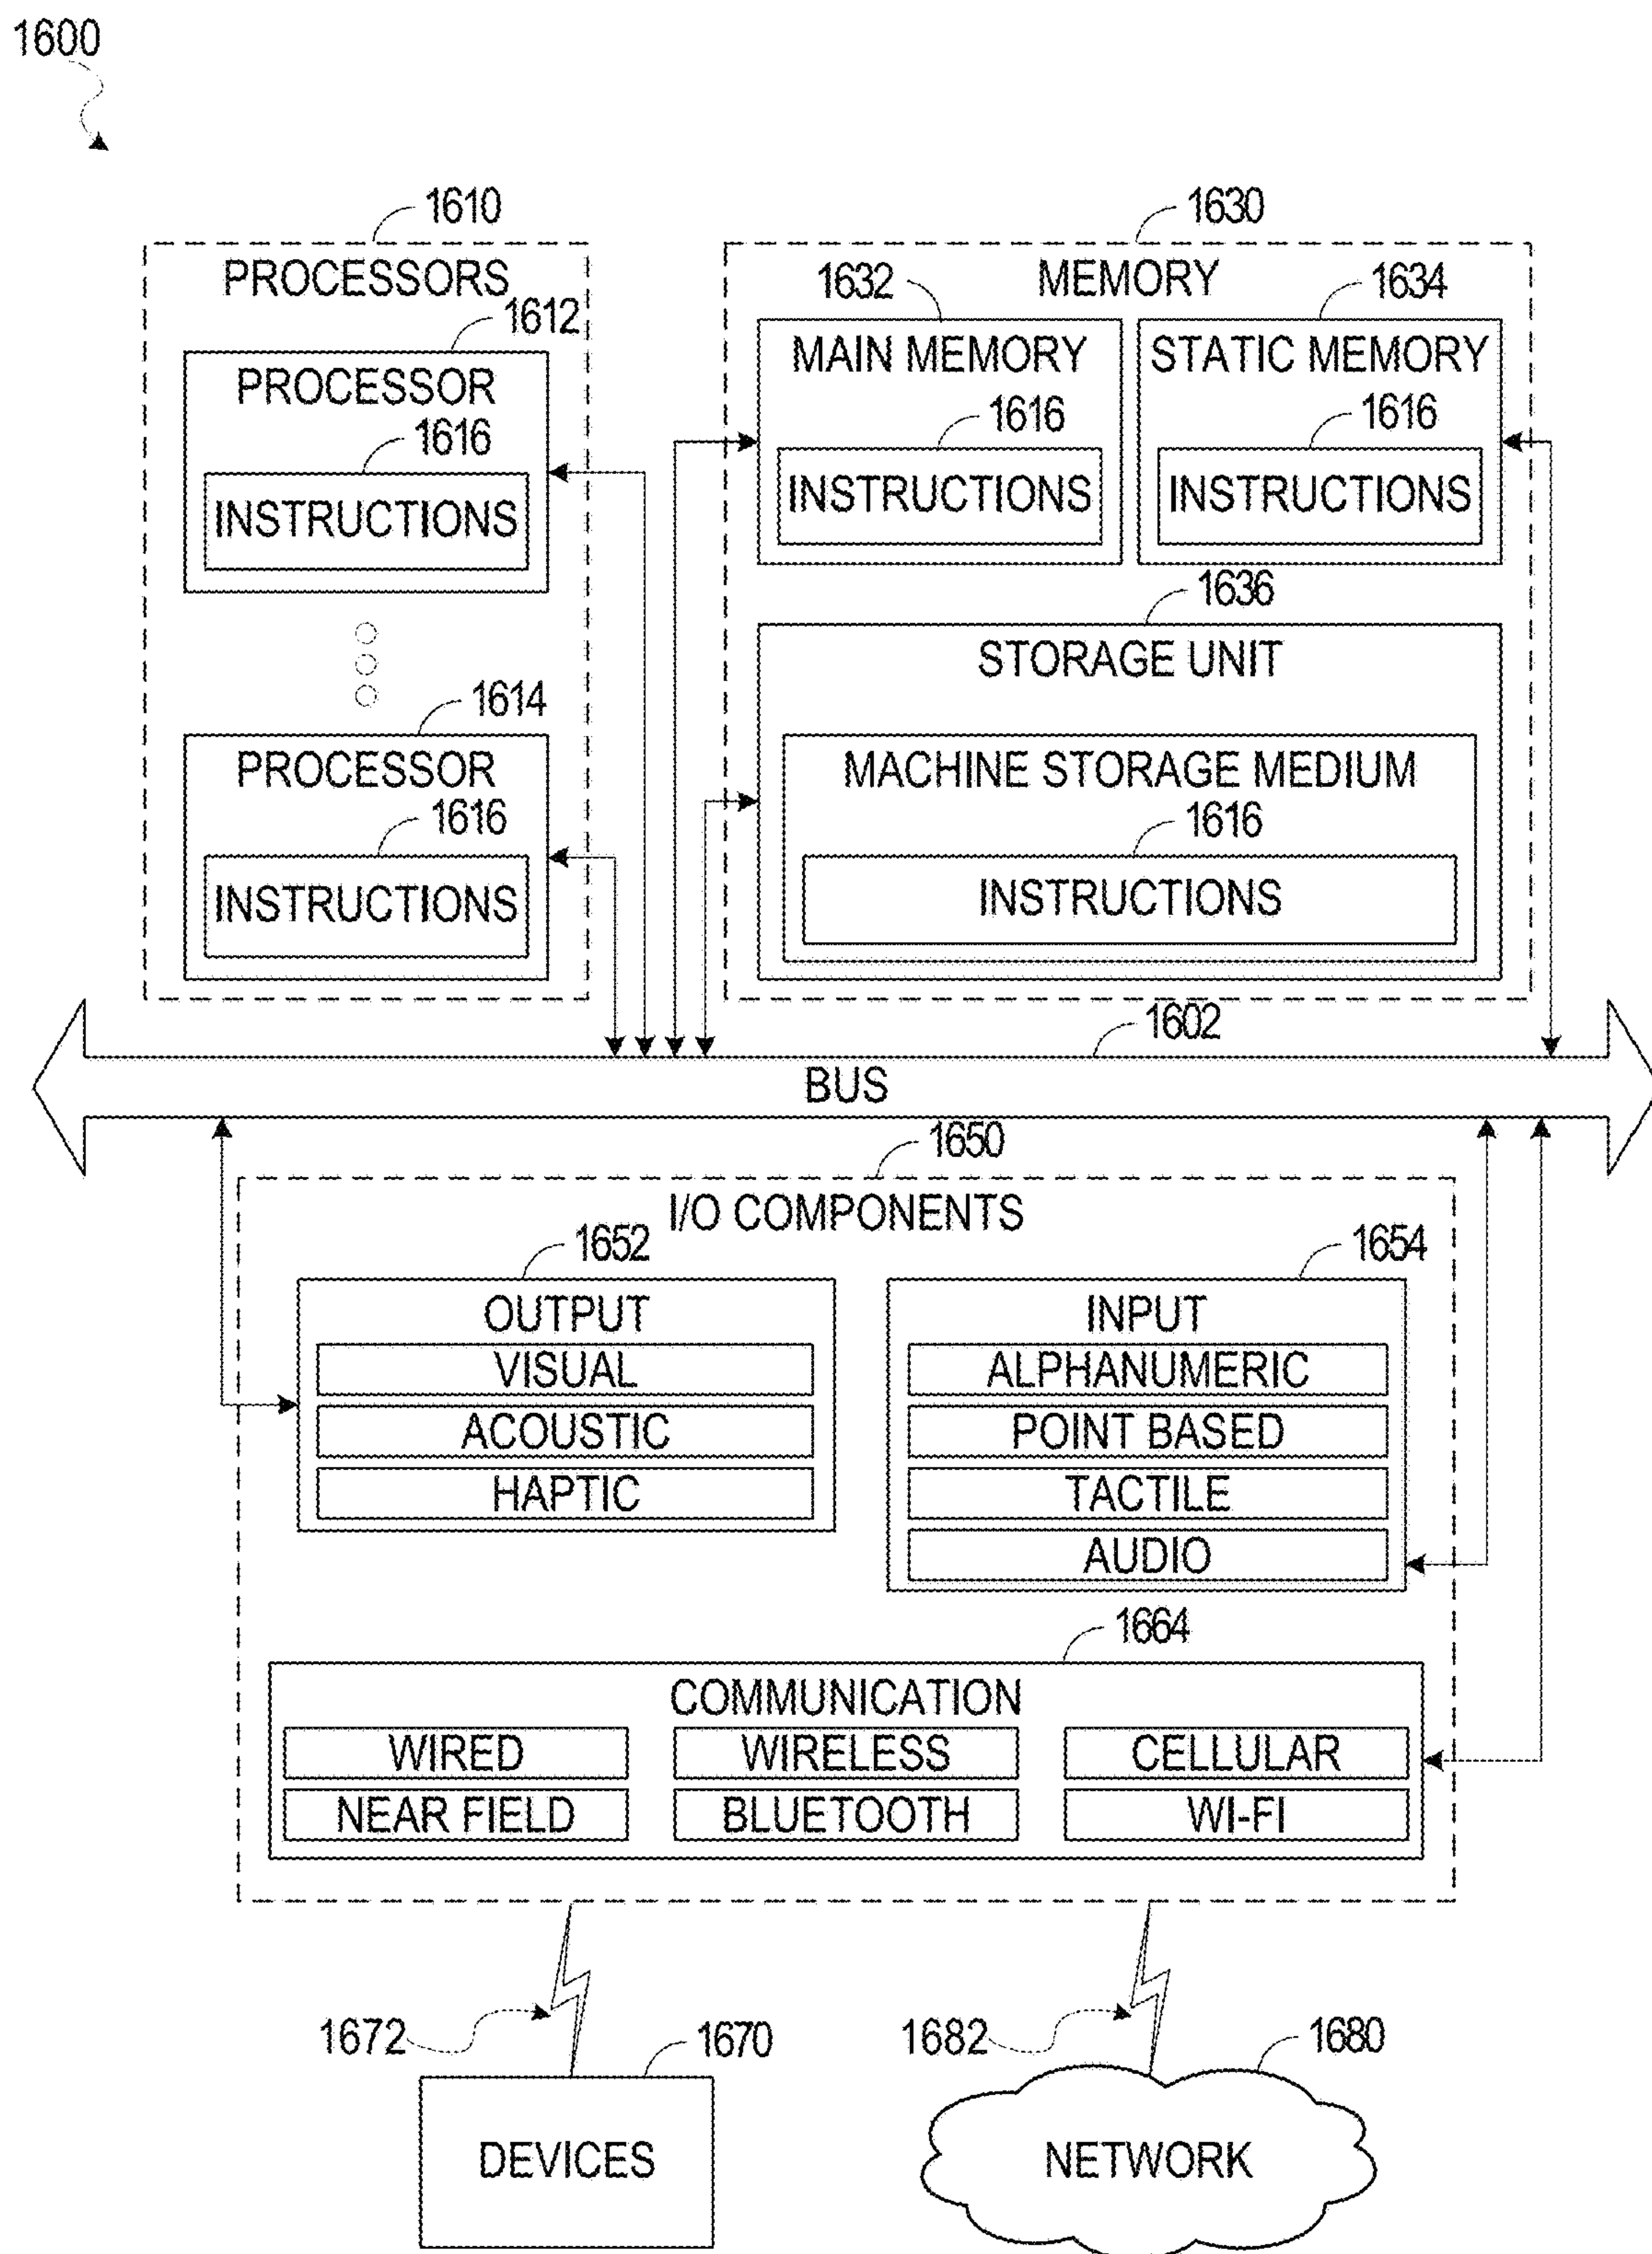 1600
1610
PROCESSORS
1612
PROCESSOR
1616
INSTRUCTIONS
1614
PROCESSOR
1616
INSTRUCTIONS
1630
MEMORY
1632
MAIN MEMORY
1616
INSTRUCTIONS
1634
STATIC MEMORY
1616
INSTRUCTIONS
1636
STORAGE UNIT
MACHINE STORAGE MEDIUM
1616
INSTRUCTIONS
1602
BUS
1650
I/O COMPONENTS
1652
OUTPUT
VISUAL
ACOUSTIC
HAPTIC
1654
INPUT
ALPHANUMERIC
POINT BASED
TACTILE
AUDIO
1664
COMMUNICATION
WIRED
WIRELESS
CELLULAR
NEAR FIELD
BLUETOOTH
WI-FI
1672
1670
DEVICES
1682
1680
NETWORK